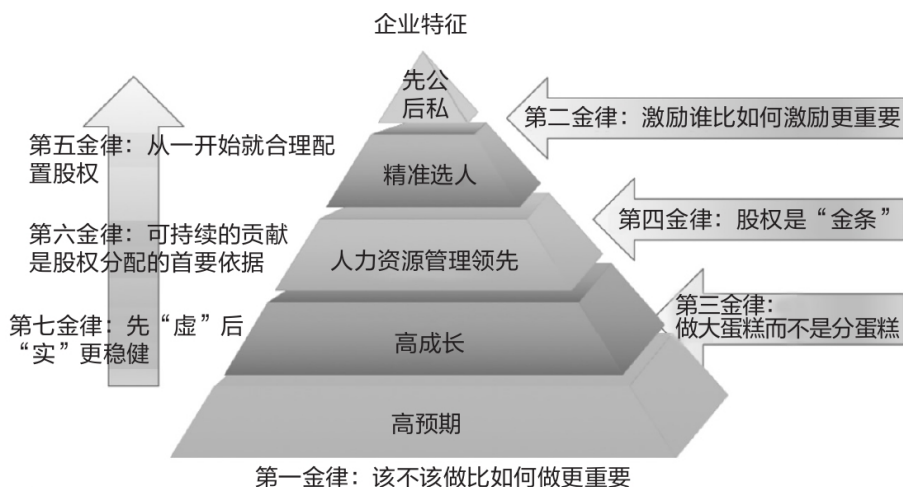 企业特征
先公
后私
第二金律：激励谁比如何激励更重要
第五金律：从一开始就合理配
置股权
精准选人
第四金律：股权是“金条”
第六金律：可持续的贡献
是股权分配的首要依据
人力资源管理领先
第三金律：
做大蛋糕而不是分蛋糕
第七金律：先“虚”后
“实”更稳健
高成长
高预期
第一金律：该不该做比如何做更重要